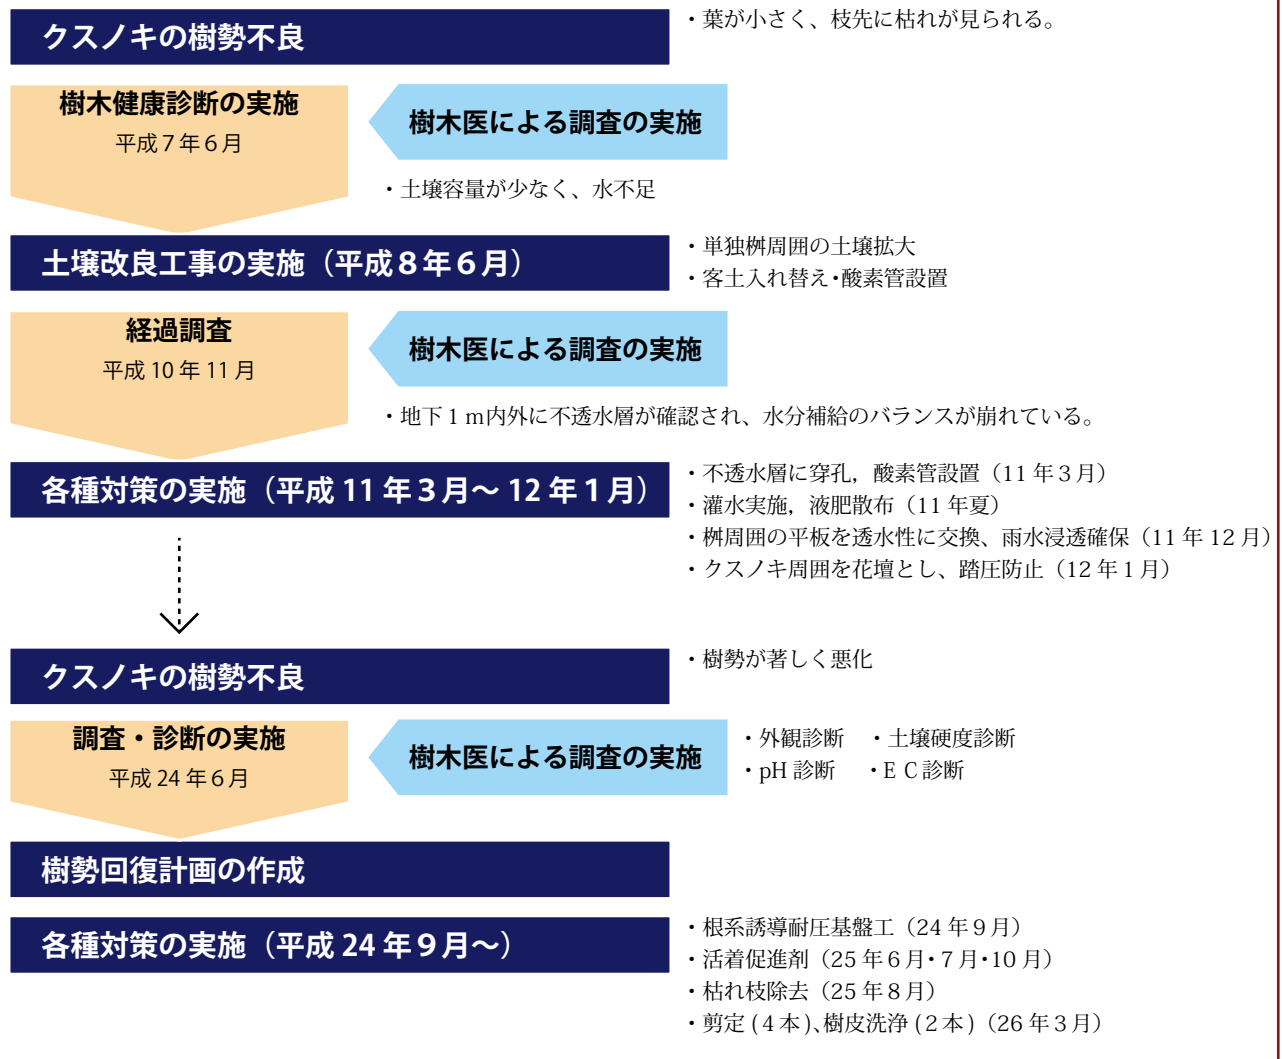 クスノキの樹勢不良
・葉が小さく、枝先に枯れが見られる。
樹木健康診断の実施
平成７年６月
樹木医による調査の実施
・土壌容量が少なく、水不足
土壌改良工事の実施（平成８年６月）
・単独桝周囲の土壌拡大
・客土入れ替え・酸素管設置
経過調査
平成 10 年 11 月
樹木医による調査の実施
・地下１ｍ内外に不透水層が確認され、水分補給のバランスが崩れている。
各種対策の実施（平成 11 年３月～ 12 年１月）
・不透水層に穿孔，酸素管設置（11 年３月）
・灌水実施，液肥散布（11 年夏）
・桝周囲の平板を透水性に交換、雨水浸透確保（11 年 12 月）
・クスノキ周囲を花壇とし、踏圧防止（12 年１月）
クスノキの樹勢不良
・樹勢が著しく悪化
調査・診断の実施
平成 24 年６月
樹木医による調査の実施
・外観診断　・土壌硬度診断
・pH 診断　・ＥＣ診断
樹勢回復計画の作成
各種対策の実施（平成 24 年９月～）
・根系誘導耐圧基盤工（24 年９月）
・活着促進剤（25 年６月・７月・10 月）
・枯れ枝除去（25 年８月）
・剪定 (４本)、樹皮洗浄 (２本)（26 年３月）